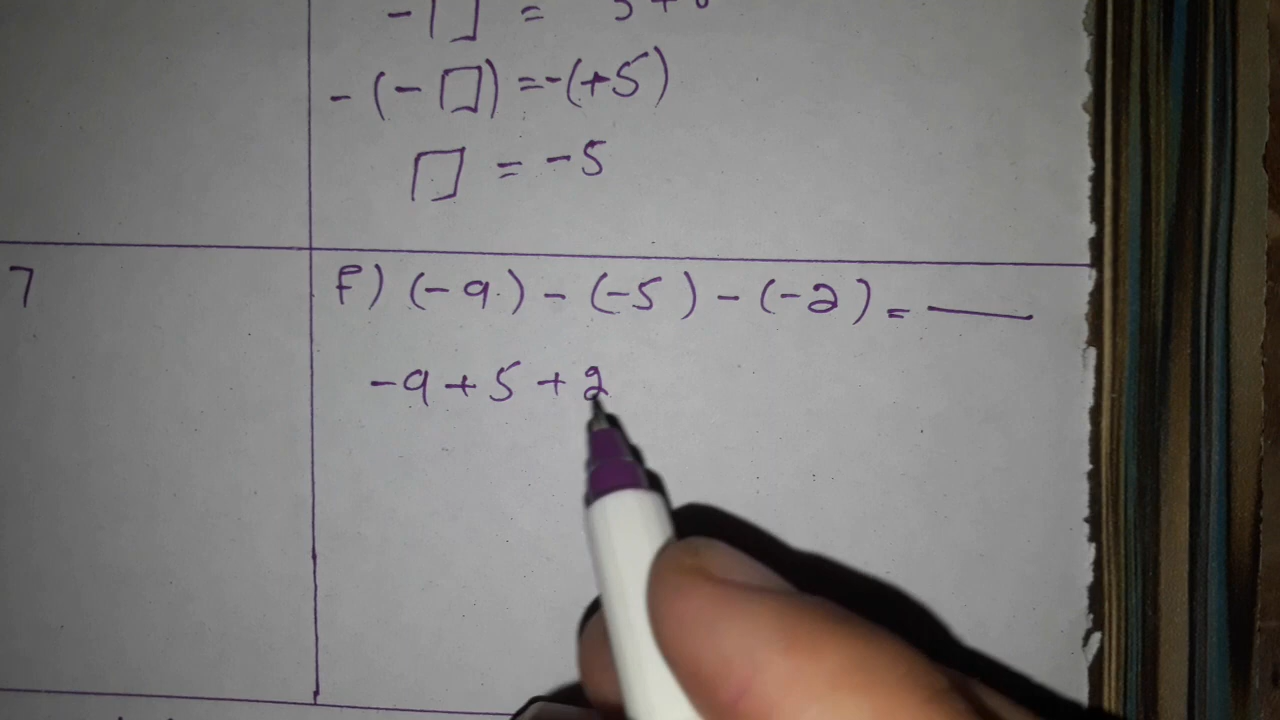 - (-□) = -(+5)
□ = -5
7
F) (-9) - (-5) - (-2) = ___
-9 + 5 + 2